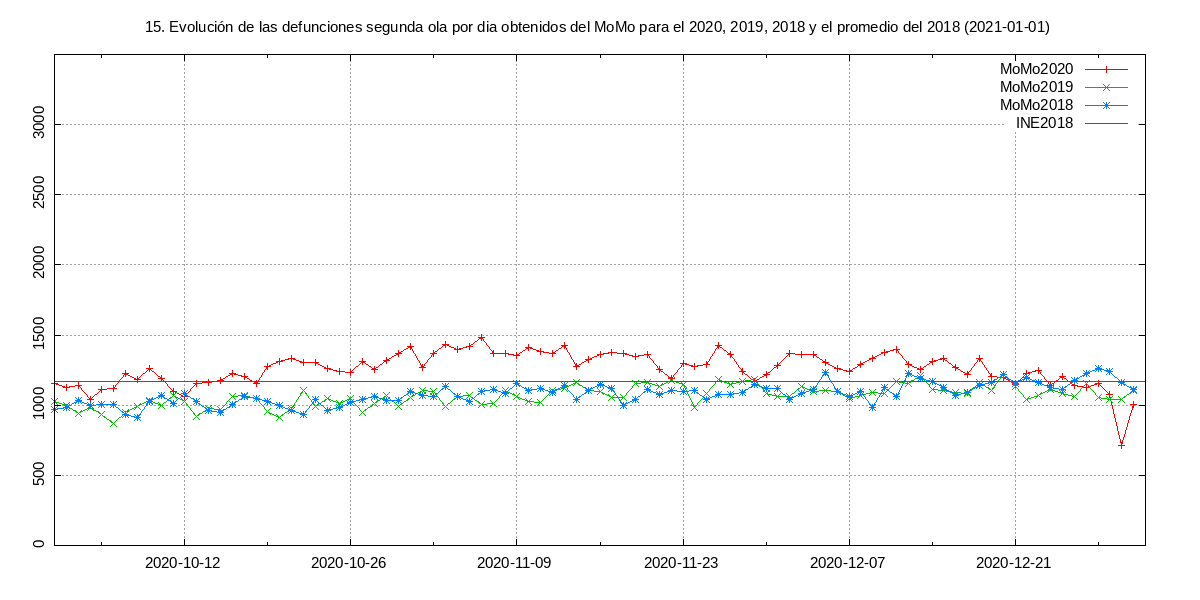 15. Evolución de las defunciones segunda ola por dia obtenidos del MoMo para el 2020, 2019, 2018 y el promedio del 2018 (2021-01-01)
MoMo2020
MoMo2019
MoMo2018
INE2018
3000
2500
2000
1500
1000
500
0
2020-10-12 2020-10-26 2020-11-09 2020-11-23 2020-12-07 2020-12-21